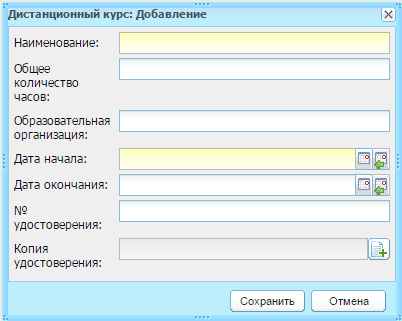 Дистанционный курс: Добавление
Наименование:
Общее
количество
часов:
Образовательная
организация:
Дата начала:
Дата окончания:
№
удостоверения:
Копия
удостоверения:
Сохранить
Отмена